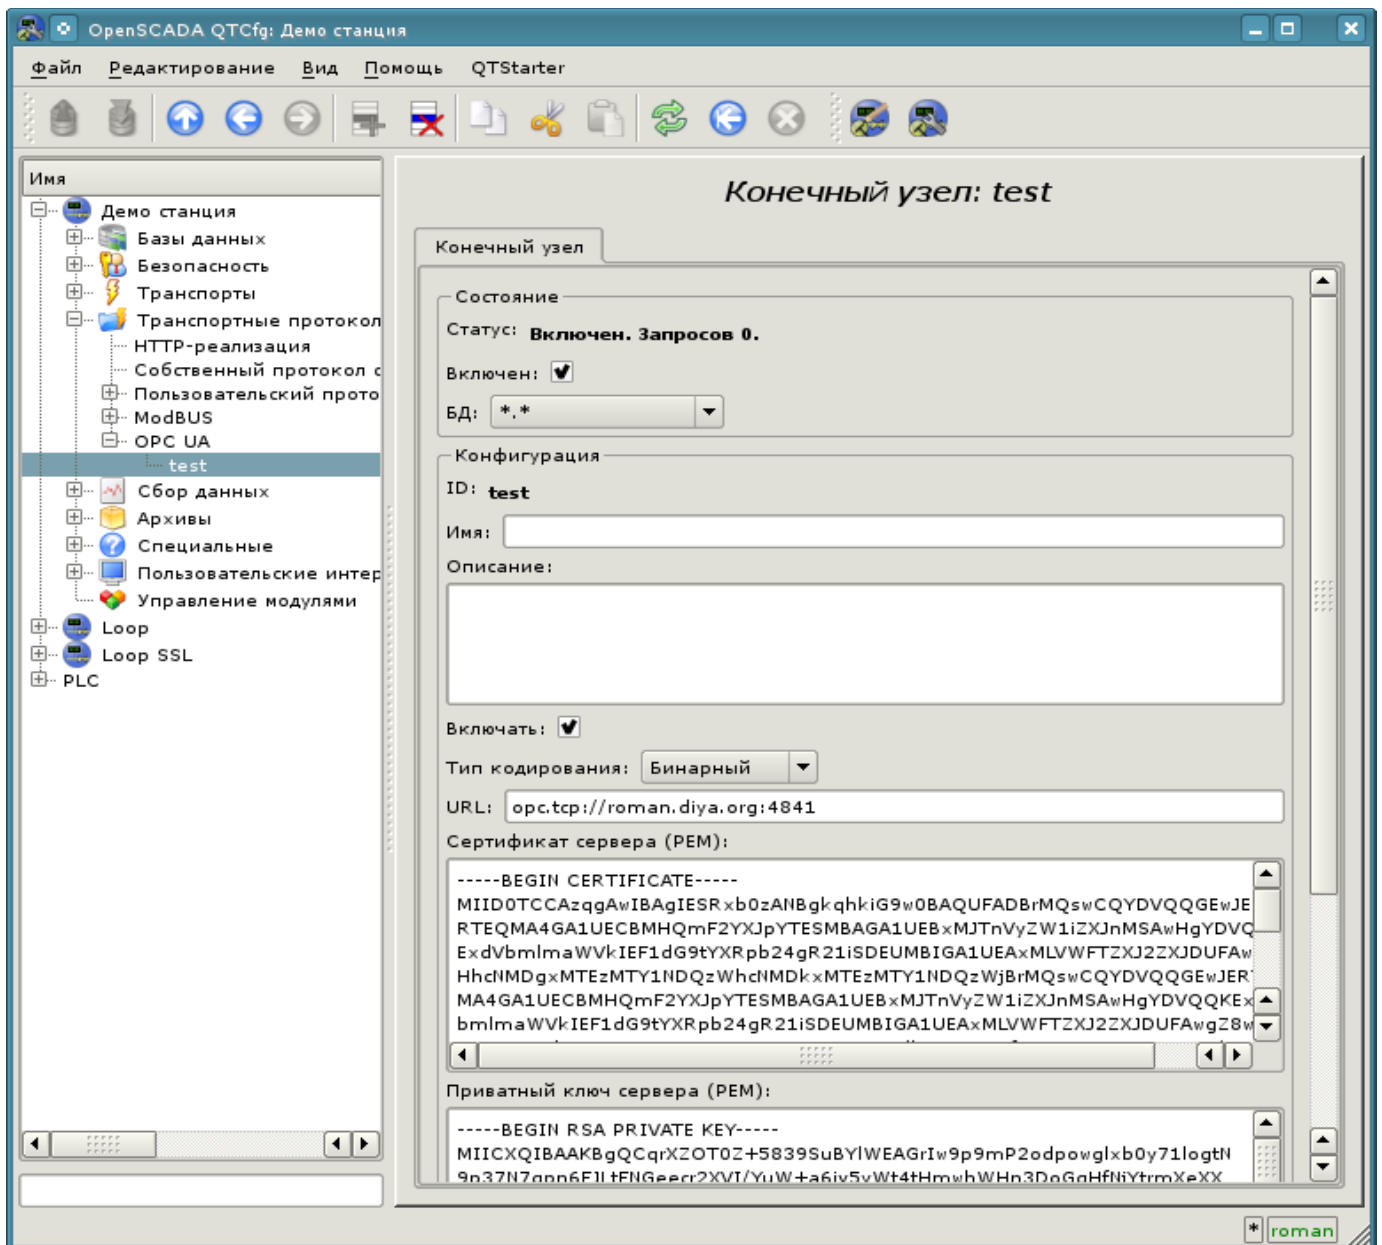 OpenSCADA QTCfg: Демо станция
Файл Редактирование Вид Помощь QTStarter
Имя
Демо станция
Базы данных
Безопасность
Транспорты
Транспортные протокол
HTTP-реализация
Собственный протокол с
Пользовательский прото
ModBUS
OPC UA
test
Сбор данных
Архивы
Специальные
Пользовательские интер
Управление модулями
Loop
Loop SSL
PLC
Конечный узел: test
Конечный узел
Состояние
Статус: Включен. Запросов 0.
Включен:
БД: *.*
Конфигурация
ID: test
Имя:
Описание:
Включать:
Тип кодирования: Бинарный
URL: opc.tcp://roman.diya.org:4841
Сертификат сервера (PEM):
-----BEGIN CERTIFICATE-----
MIID0TCCAzqgAwIBAgIESRxb0zANBgkqhkiG9w0BAQUFADBrMQswCQYDVQQGEwJE
RTEQMA4GA1UECBMHQmF2YXJpYTESMBAGA1UEBxMJTnVyZW1iZXJnMSAwHgYDVQ
ExdVbmlmaWVkIEF1dG9tYXRpb24gR21iSDEUMBIGA1UEAxMLVWFTZXJ2ZXJDUFAw
HhcNMDgxMTEzMTY1NDQzWhcNMDkxMTEzMTY1NDQzWjBrMQswCQYDVQQGEwJER
MA4GA1UECBMHQmF2YXJpYTESMBAGA1UEBxMJTnVyZW1iZXJnMSAwHgYDVQQKEx
bmlmaWVkIEF1dG9tYXRpb24gR21iSDEUMBIGA1UEAxMLVWFTZXJ2ZXJDUFAwgZ8w
Приватный ключ сервера (PEM):
-----BEGIN RSA PRIVATE KEY-----
MIICXQIBAAKBgQCqrXZOT0Z+5839SuBYlWEAGrIw9p9mP2odpowglxb0y71logtN
* roman